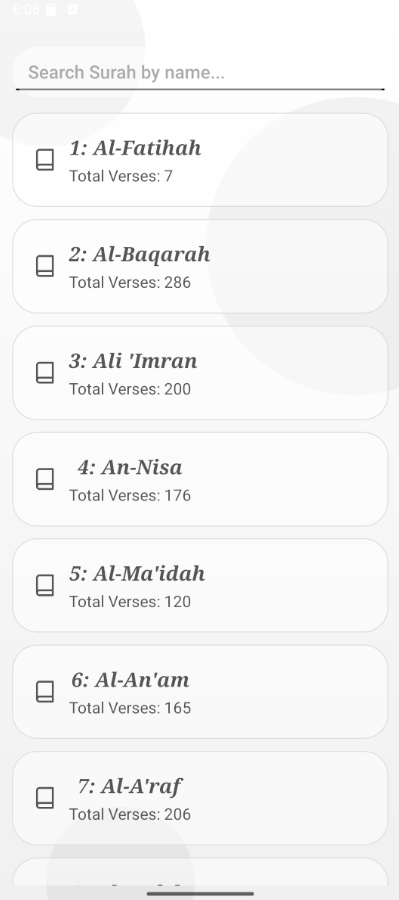 6:06
Search Surah by name...
1: Al-Fatihah
Total Verses: 7
2: Al-Baqarah
Total Verses: 286
3: Ali 'Imran
Total Verses: 200
4: An-Nisa
Total Verses: 176
5: Al-Ma'idah
Total Verses: 120
6: Al-An'am
Total Verses: 165
7: Al-A'raf
Total Verses: 206